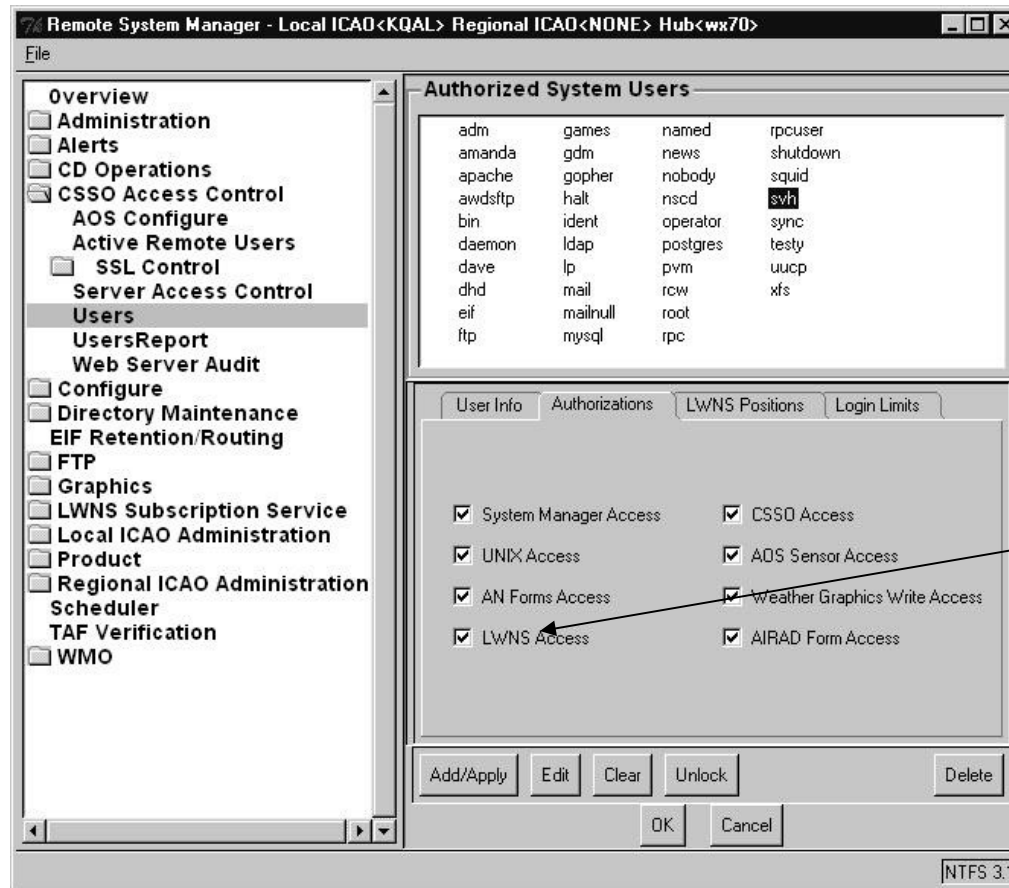 Remote System Manager - Local ICAO<KQAL> Regional ICAO<NONE> Hub<wx70>
File
Overview
Administration
Alerts
CD Operations
CSSO Access Control
AOS Configure
Active Remote Users
SSL Control
Server Access Control
Users
UsersReport
Web Server Audit
Configure
Directory Maintenance
EIF Retention/Routing
FTP
Graphics
LWNS Subscription Service
Local ICAO Administration
Product
Regional ICAO Administration
Scheduler
TAF Verification
WMO
Authorized System Users
adm games named rpcuser
amanda gdm news shutdown
apache gopher nobody squid
awdsftp halt nscd svh
bin ident operator sync
daemon ldap postgres testy
dave lp pvm uucp
dhd mail rcw xfs
eif mailnull root
ftp mysql rpc
User Info Authorizations LWNS Positions Login Limits
System Manager Access CSSO Access
UNIX Access AOS Sensor Access
AN Forms Access Weather Graphics Write Access
LWNS Access AIRAD Form Access
Add/Apply Edit Clear Unlock Delete
OK Cancel
NTFS 3.